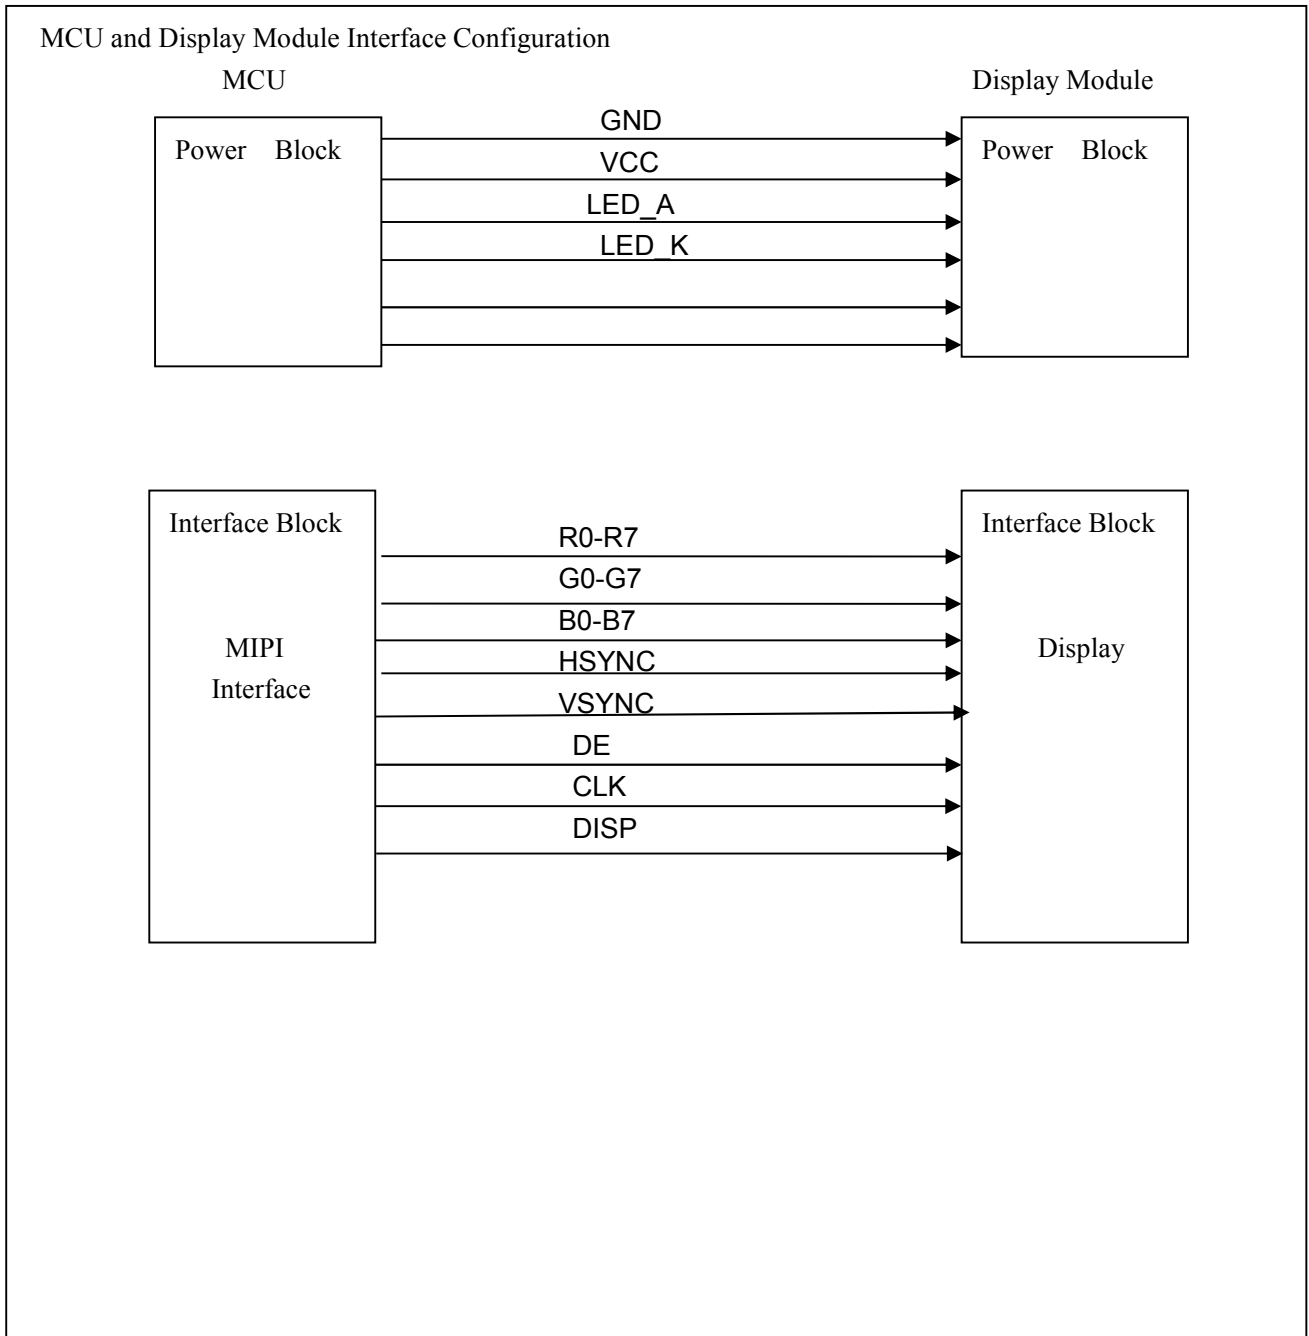 MCU and Display Module Interface Configuration
MCU
Display Module
Power Block
GND
VCC
LED_A
LED_K
Power Block
Interface Block
MIPI
Interface
R0-R7
G0-G7
B0-B7
HSYNC
VSYNC
DE
CLK
DISP
Interface Block
Display